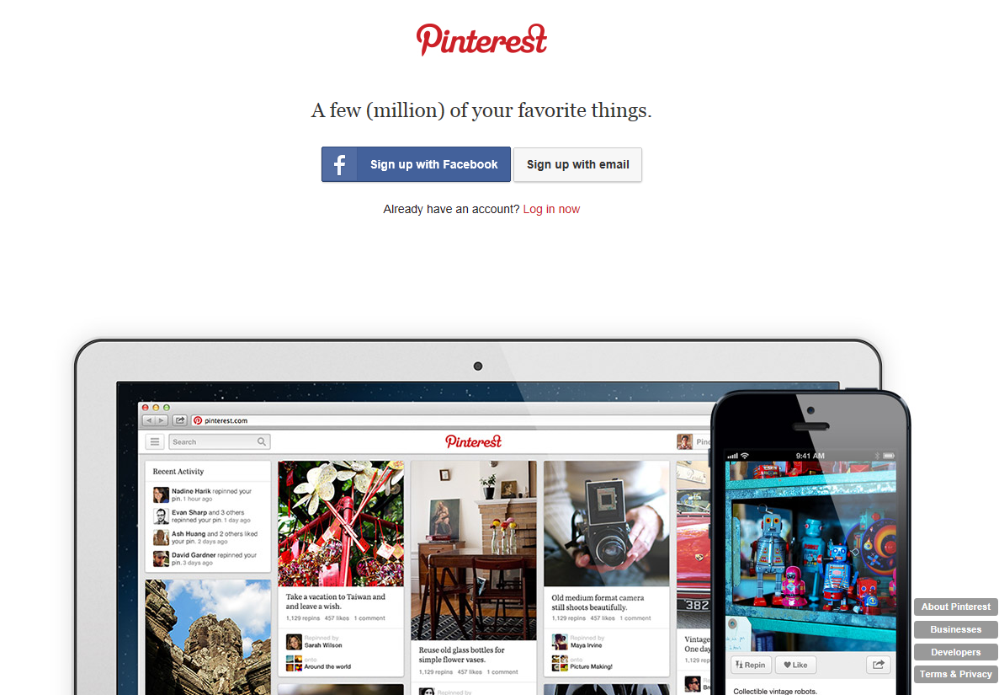 Pinterest
A few (million) of your favorite things.
Sign up with Facebook
Sign up with email
Already have an account? Log in now
pinterest.com
Search
Pinterest
Recent Activity
Nadine Harik repinned your
pin. 1 hour ago
Evan Sharp and 3 others
repinned your pin. 1 day ago
Ash Huang and 2 others liked
your pin. 2 days ago
David Gardner repinned your
pin. 3 days ago
Take a vacation to Taiwan and
and leave a wish.
1,129 repins 457 likes 1 comment
Repinned by
Sarah Wilson
onto
Around the world
Reuse old glass bottles for
simple flower vases.
1,129 repins 457 likes 1 comment
Repinned by
Old medium format camera
still shoots beautifully.
1,129 repins 457 likes 1 comment
Repinned by
Maya Irvine
onto
Picture Making!
382
Vintage
One day
9:41 AM
Repin
Like
Collectible vintage robots.
About Pinterest
Businesses
Developers
Terms & Privacy